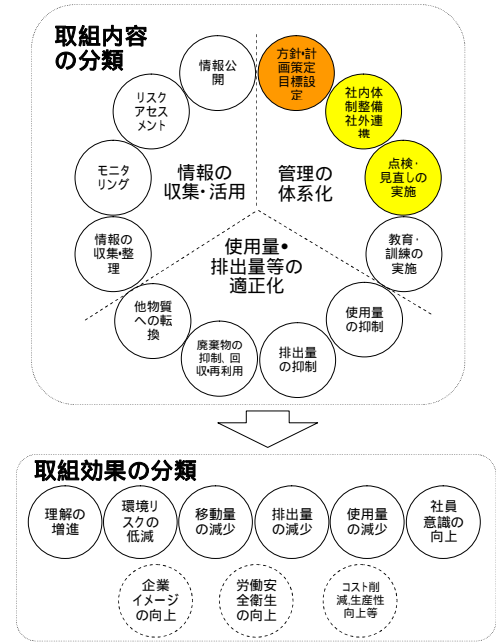 取組内容
の分類
情報公
開
方針・計
画策定
目標設
定
リスク
アセス
メント
社内体
制整備
社外連
携
モニタ
リング
情報の
収集・活用
管理の
体系化
点検・
見直しの
実施
情報の
収集・整
理
使用量・
排出量等の
適正化
教育・
訓練の
実施
他物質
への転
換
使用量
の抑制
廃棄物の
抑制、回
収・再利用
排出量
の抑制
取組効果の分類
理解の
増進
環境リ
スクの
低減
移動量
の減少
排出量
の減少
使用量
の減少
社員
意識の
向上
企業
イメージ
の向上
労働安
全衛生
の向上
コスト削
減、生産性
向上等